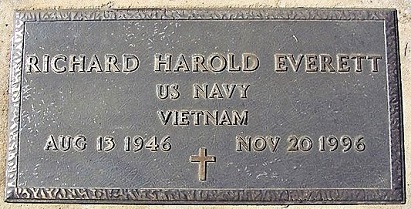 RICHARD HAROLD EVERETT
US NAVY
VIETNAM
AUG 13 1946 NOV 20 1996